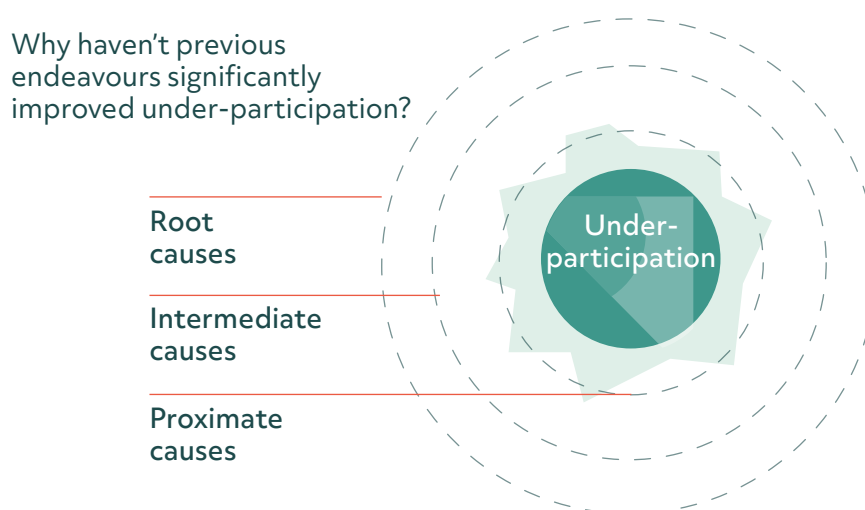 Why haven't previous
endeavours significantly
improved under-participation?
Root
causes
Intermediate
causes
Proximate
causes
Under-
participation